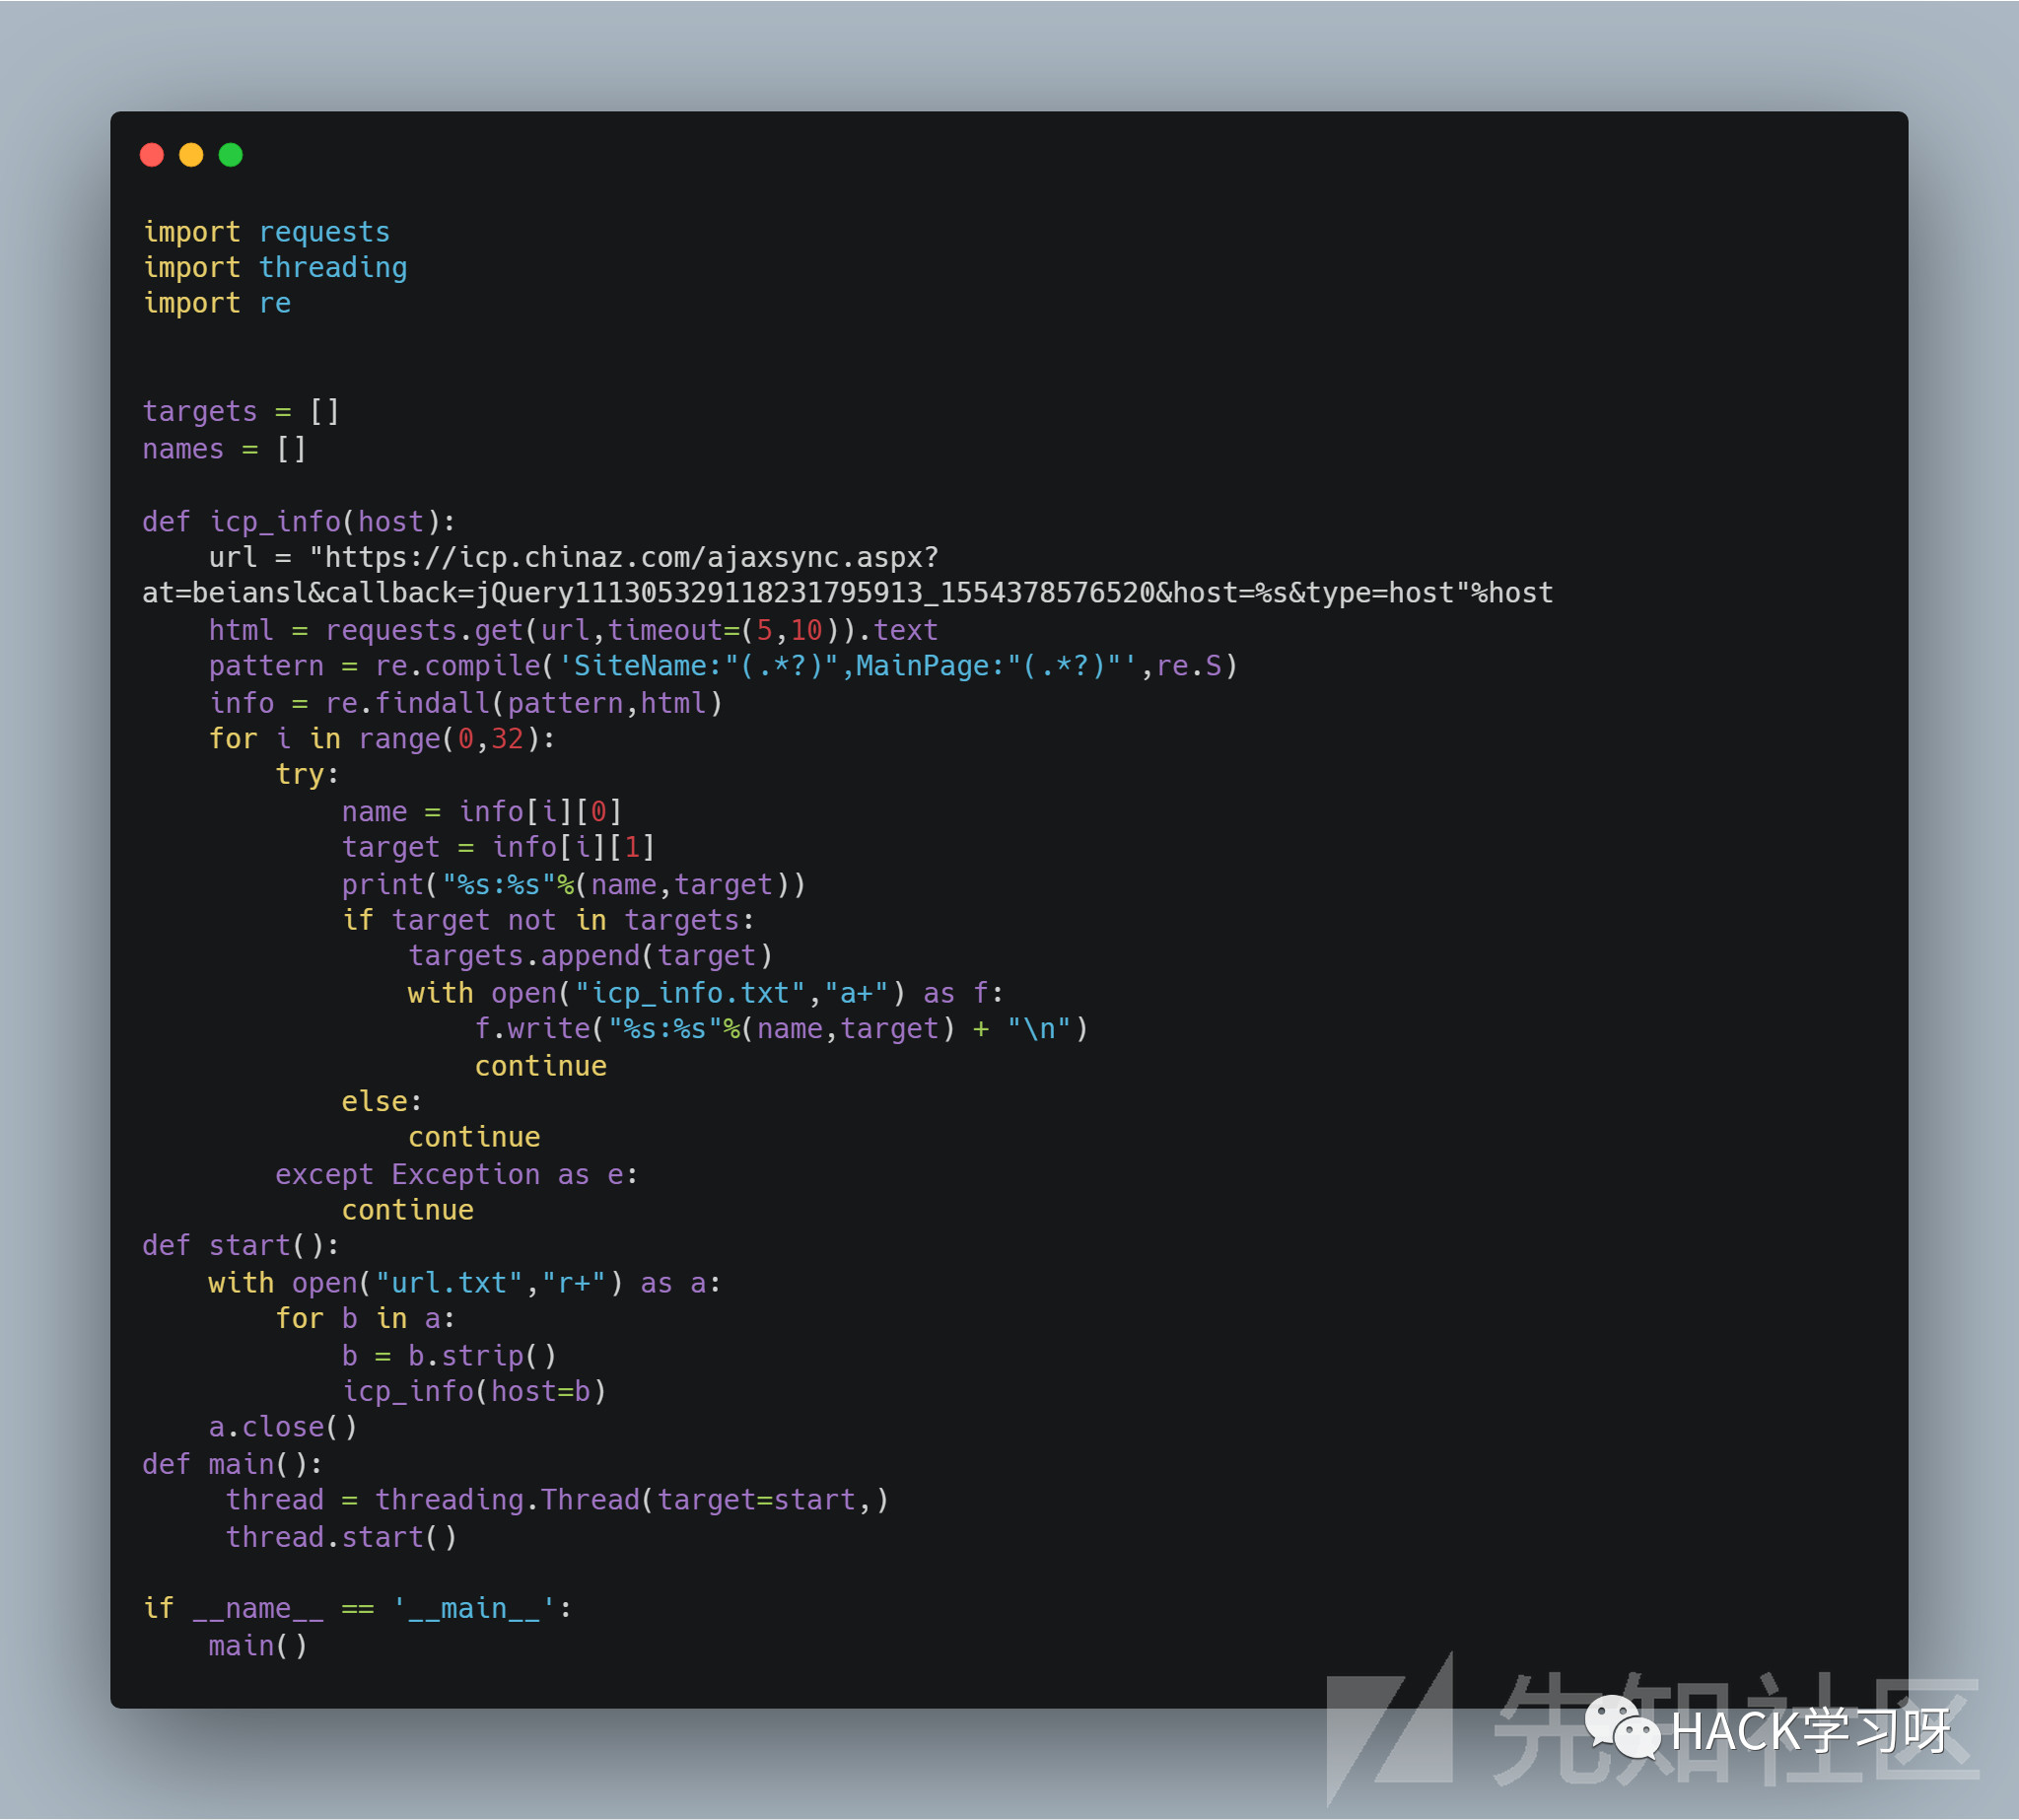 import requests
import threading
import re
targets = []
names = []
def icp_info(host):
    url = "https://icp.chinaz.com/ajaxsync.aspx?
at=beiansl&callback=jQuery111305329118231795913_1554378576520&host=%s&type=host"%host
    html = requests.get(url,timeout=(5,10)).text
    pattern = re.compile('SiteName:"(.*?)",MainPage:"(.*?)"',re.S)
    info = re.findall(pattern,html)
    for i in range(0,32):
        try:
            name = info[i][0]
            target = info[i][1]
            print("%s:%s"%(name,target))
            if target not in targets:
                targets.append(target)
                with open("icp_info.txt","a+") as f:
                    f.write("%s:%s"%(name,target) + "\n")
                    continue
            else:
                continue
        except Exception as e:
            continue
def start():
    with open("url.txt","r+") as a:
        for b in a:
            b = b.strip()
            icp_info(host=b)
    a.close()
def main():
     thread = threading.Thread(target=start,)
     thread.start()
if __name__ == '__main__':
    main()
先知社区
HACK学习呀